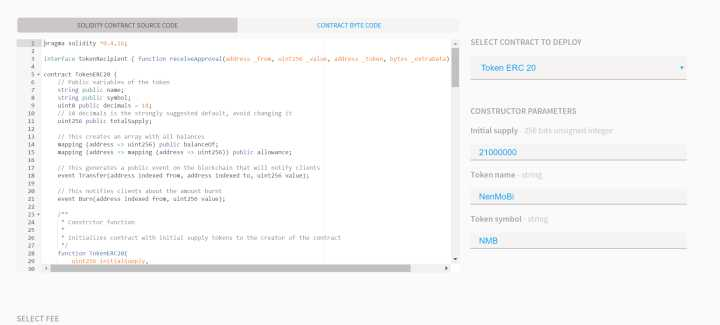 SOLIDITY CONTRACT SOURCE CODE
CONTRACT BYTE CODE
1 pragma solidity ^0.4.16;
2
3 interface tokenRecipient { function receiveApproval(address _from, uint256 _value, address _token, bytes _extraData)
4
5 contract TokenERC20 {
6 // Public variables of the token
7 string public name;
8 string public symbol;
9 uint8 public decimals = 18;
10 // 18 decimals is the strongly suggested default, avoid changing it
11 uint256 public totalSupply;
12
13 // This creates an array with all balances
14 mapping (address => uint256) public balanceOf;
15 mapping (address => mapping (address => uint256)) public allowance;
16
17 // This generates a public event on the blockchain that will notify clients
18 event Transfer(address indexed from, address indexed to, uint256 value);
19
20 // This notifies clients about the amount burnt
21 event Burn(address indexed from, uint256 value);
22
23 /**
24 * Constrctor function
25 *
26 * Initializes contract with initial supply tokens to the creator of the contract
27 */
28 function TokenERC20(
29 uint256 initialSupply,
30
SELECT CONTRACT TO DEPLOY
Token ERC 20
CONSTRUCTOR PARAMETERS
Initial supply - 256 bits unsigned integer
21000000
Token name - string
NenMoBi
Token symbol - string
NMB
SELECT FEE